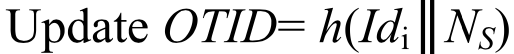 Update OTID= h(Idi‖NS)